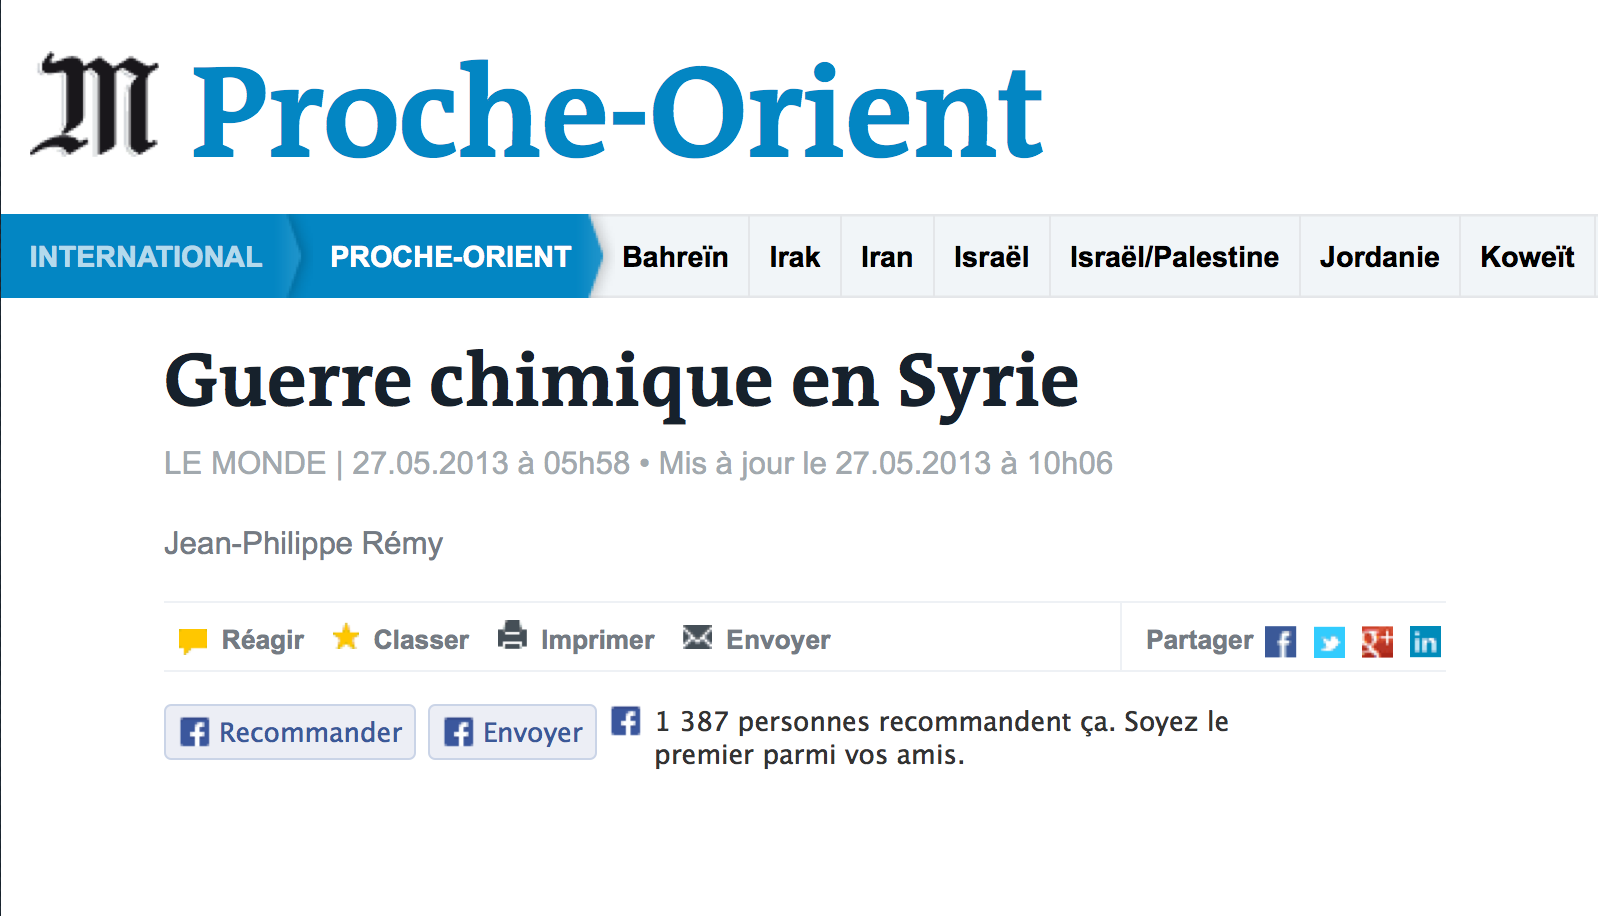 M Proche-Orient
INTERNATIONAL PROCHE-ORIENT Bahreïn Irak Iran Israël Israël/Palestine Jordanie Koweït
Guerre chimique en Syrie
LE MONDE | 27.05.2013 à 05h58 • Mis à jour le 27.05.2013 à 10h06
Jean-Philippe Rémy
Réagir Classer Imprimer Envoyer Partager
Recommander Envoyer 1 387 personnes recommandent ça. Soyez le
premier parmi vos amis.